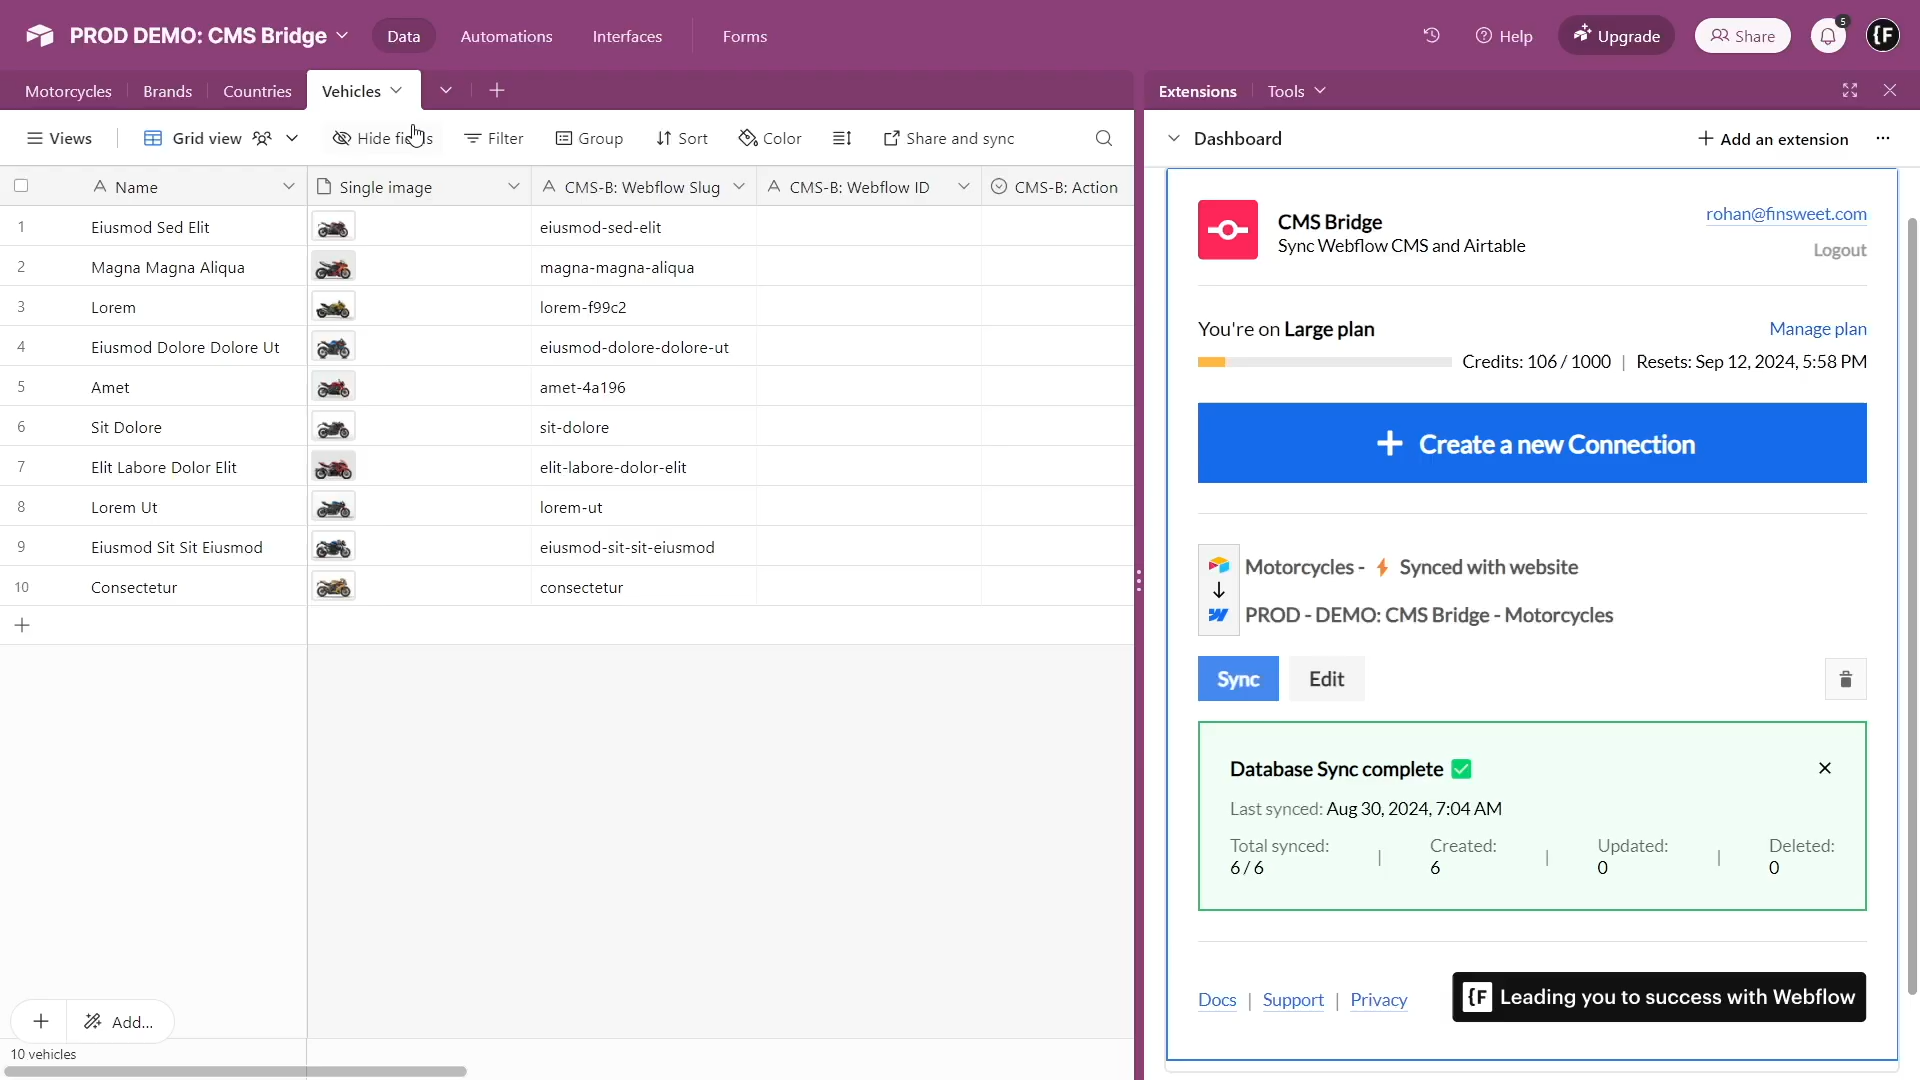 PROD DEMO: CMS Bridge
Data
Automations
Interfaces
Forms
Help
Upgrade
Share
5
{F
Motorcycles
Brands
Countries
Vehicles
Extensions
Tools
Views
Grid view
Hide fields
Filter
Group
Sort
Color
Share and sync
Dashboard
Add an extension
Name
Single image
CMS-B: Webflow Slug
CMS-B: Webflow ID
CMS-B: Action
1 Eiusmod Sed Elit eiusmod-sed-elit
2 Magna Magna Aliqua magna-magna-aliqua
3 Lorem lorem-f99c2
4 Eiusmod Dolore Dolore Ut eiusmod-dolore-dolore-ut
5 Amet amet-4a196
6 Sit Dolore sit-dolore
7 Elit Labore Dolor Elit elit-labore-dolor-elit
8 Lorem Ut lorem-ut
9 Eiusmod Sit Sit Eiusmod eiusmod-sit-sit-eiusmod
10 Consectetur consectetur
Add...
10 vehicles
CMS Bridge
Sync Webflow CMS and Airtable
rohan@finsweet.com
Logout
You're on Large plan
Manage plan
Credits: 106 / 1000 | Resets: Sep 12, 2024, 5:58 PM
Create a new Connection
Motorcycles - Synced with website
PROD - DEMO: CMS Bridge - Motorcycles
Sync
Edit
Database Sync complete
Last synced: Aug 30, 2024, 7:04 AM
Total synced: | Created: | Updated: | Deleted:
6 / 6 6 0 0
Docs | Support | Privacy
{F Leading you to success with Webflow